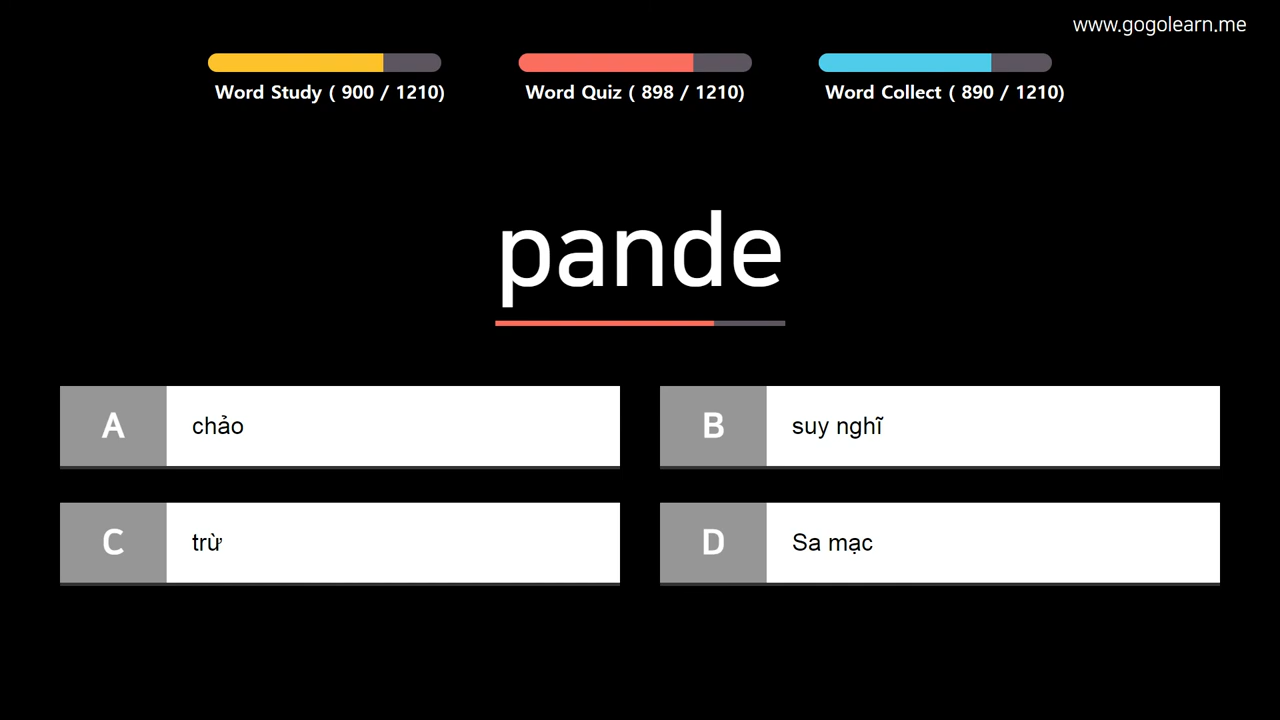 www.gogolearn.me
Word Study ( 900 / 1210)
Word Quiz ( 898 / 1210)
Word Collect ( 890 / 1210)
pande
A chảo
B suy nghĩ
C trừ
D Sa mạc